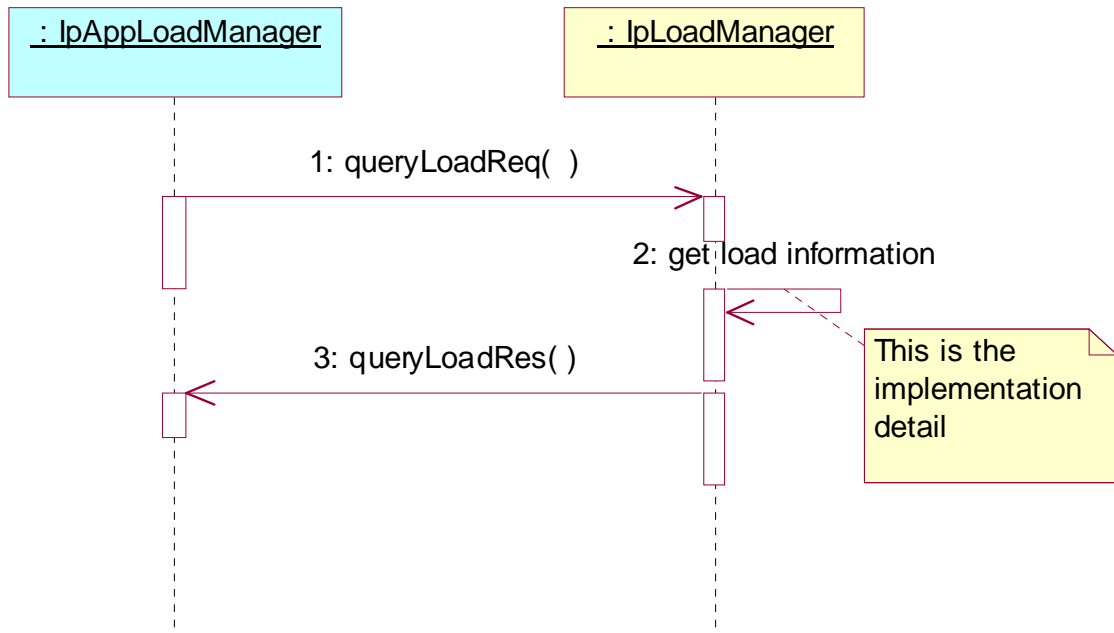 : IpAppLoadManager
: IpLoadManager
1: queryLoadReq(  )
2: get load information
3: queryLoadRes( )
This is the
implementation
detail